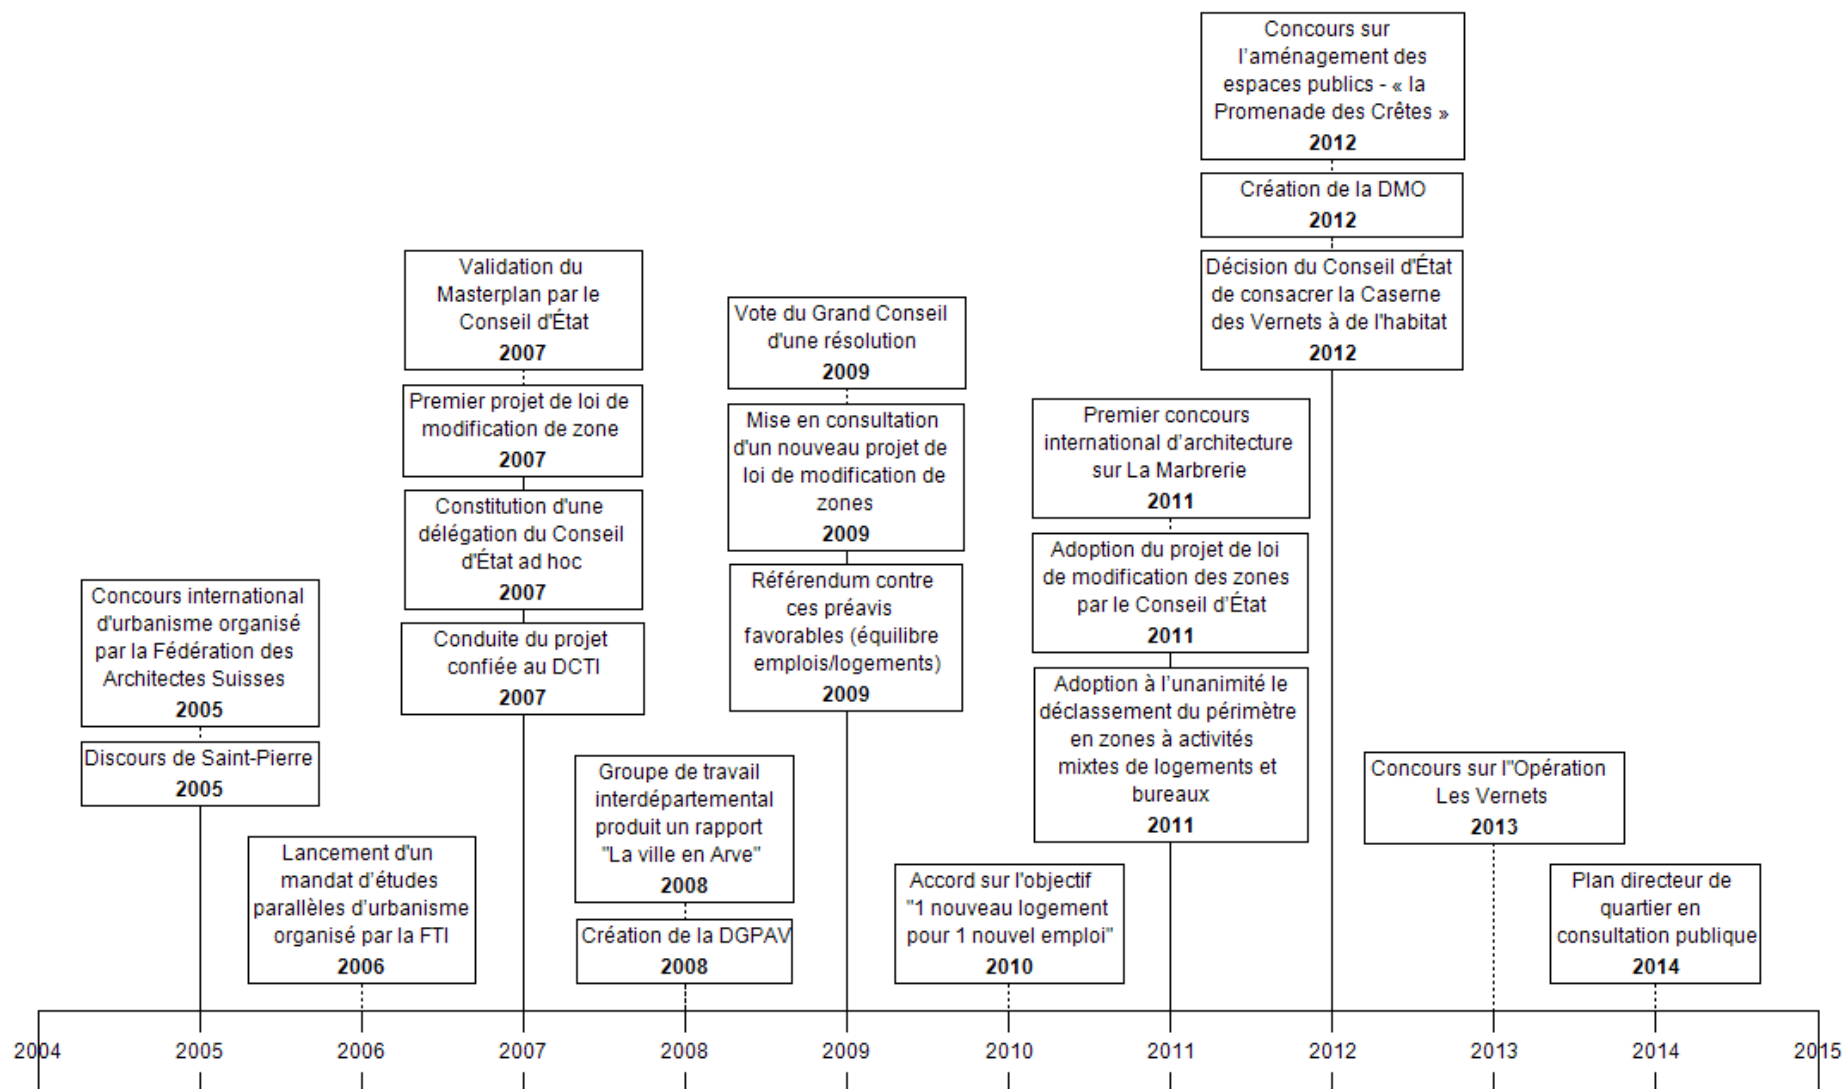 Concours sur
l'aménagement des
espaces publics - « la
Promenade des Crêtes »
2012
Création de la DMO
2012
Décision du Conseil d'État
de consacrer la Caserne
des Vernets à de l'habitat
2012
Validation du
Masterplan par le
Conseil d'État
2007
Premier projet de loi de
modification de zone
2007
Constitution d'une
délégation du Conseil
d'État ad hoc
2007
Conduite du projet
confiée au DCTI
2007
Vote du Grand Conseil
d'une résolution
2009
Mise en consultation
d'un nouveau projet de
loi de modification de
zones
2009
Référendum contre
ces préavis
favorables (équilibre
emplois/logements)
2009
Premier concours
international d'architecture
sur La Marbrerie
2011
Adoption du projet de loi
de modification des zones
par le Conseil d'État
2011
Adoption à l'unanimité le
déclassement du périmètre
en zones à activités
mixtes de logements et
bureaux
2011
Concours international
d'urbanisme organisé
par la Fédération des
Architectes Suisses
2005
Discours de Saint-Pierre
2005
Lancement d'un
mandat d'études
parallèles d'urbanisme
organisé par la FTI
2006
Groupe de travail
interdépartemental
produit un rapport
"La ville en Arve"
2008
Création de la DGPAV
2008
Accord sur l'objectif
"1 nouveau logement
pour 1 nouvel emploi"
2010
Concours sur l"Opération
Les Vernets
2013
Plan directeur de
quartier en
consultation publique
2014
2004 2005 2006 2007 2008 2009 2010 2011 2012 2013 2014 2015